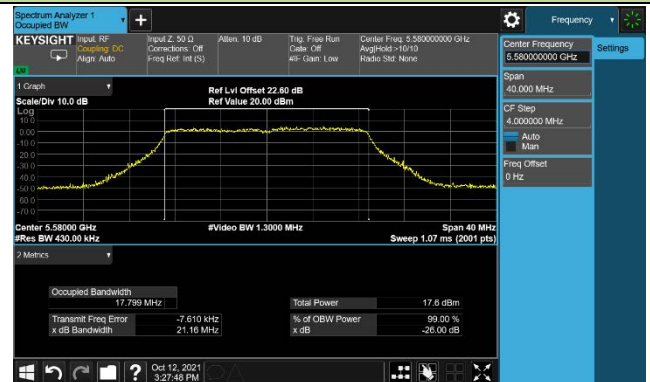 Spectrum Analyzer 1
Occupied BW
+
Frequency
KEYSIGHT
Input: RF
Coupling: DC
Align: Auto
Input Z: 50 Ω
Corrections: Off
Freq Ref: Int (S)
Atten: 10 dB
Trig: Free Run
Gate: Off
#IF Gain: Low
Center Freq: 5.580000000 GHz
Avg|Hold:>10/10
Radio Std: None
Center Frequency
5.580000000 GHz
Settings
Span
40.000 MHz
CF Step
4.000000 MHz
Auto
Man
Freq Offset
0 Hz
1 Graph
Scale/Div 10.0 dB
Ref Lvl Offset 22.60 dB
Ref Value 20.00 dBm
Log
10.0
0.00
-10.0
-20.0
-30.0
-40.0
-50.0
-60.0
-70.0
Center 5.58000 GHz
#Res BW 430.00 kHz
#Video BW 1.3000 MHz
Span 40 MHz
Sweep 1.07 ms (2001 pts)
2 Metrics
Occupied Bandwidth
17.799 MHz
Total Power
17.6 dBm
Transmit Freq Error
-7.610 kHz
% of OBW Power
99.00 %
x dB Bandwidth
21.16 MHz
x dB
-26.00 dB
?
Oct 12, 2021
3:27:48 PM